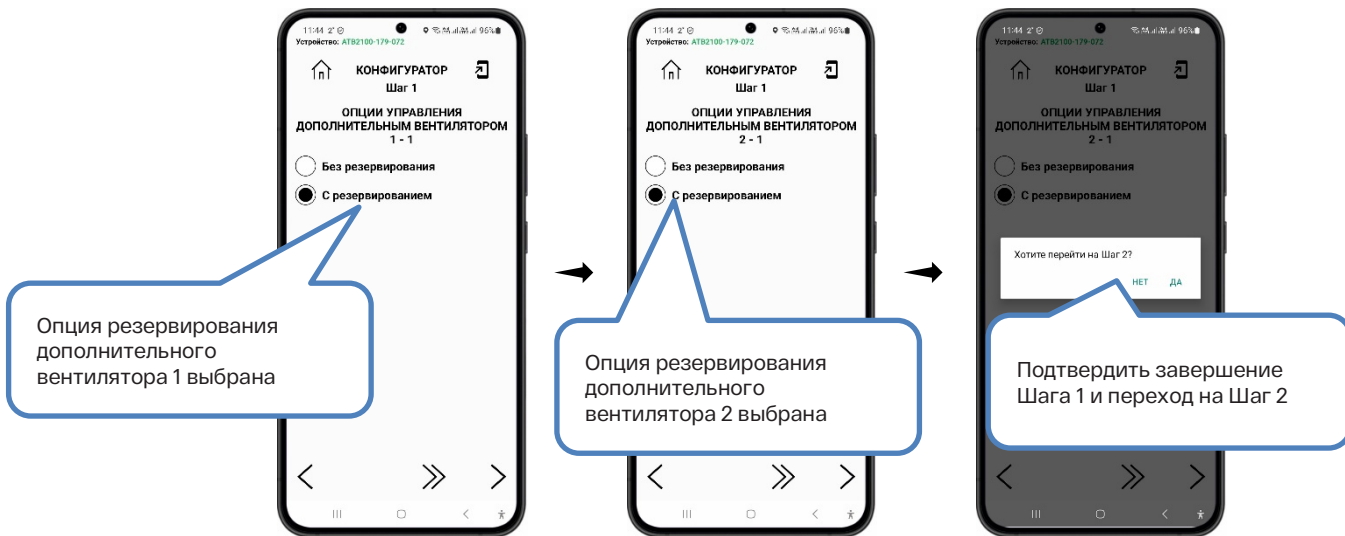 11:44 2°
96%
Устройство: ATB2100-179-072
КОНФИГУРАТОР
Шаг 1
ОПЦИИ УПРАВЛЕНИЯ
ДОПОЛНИТЕЛЬНЫМ ВЕНТИЛЯТОРОМ
1 - 1
Без резервирования
С резервированием
Опция резервирования
дополнительного
вентилятора 1 выбрана
11:44 2°
96%
Устройство: ATB2100-179-072
КОНФИГУРАТОР
Шаг 1
ОПЦИИ УПРАВЛЕНИЯ
ДОПОЛНИТЕЛЬНЫМ ВЕНТИЛЯТОРОМ
2 - 1
Без резервирования
С резервированием
Опция резервирования
дополнительного
вентилятора 2 выбрана
11:44 2°
96%
Устройство: ATB2100-179-072
КОНФИГУРАТОР
Шаг 1
ОПЦИИ УПРАВЛЕНИЯ
ДОПОЛНИТЕЛЬНЫМ ВЕНТИЛЯТОРОМ
2 - 1
Без резервирования
С резервированием
Хотите перейти на Шаг 2?
НЕТ ДА
Подтвердить завершение
Шага 1 и переход на Шаг 2